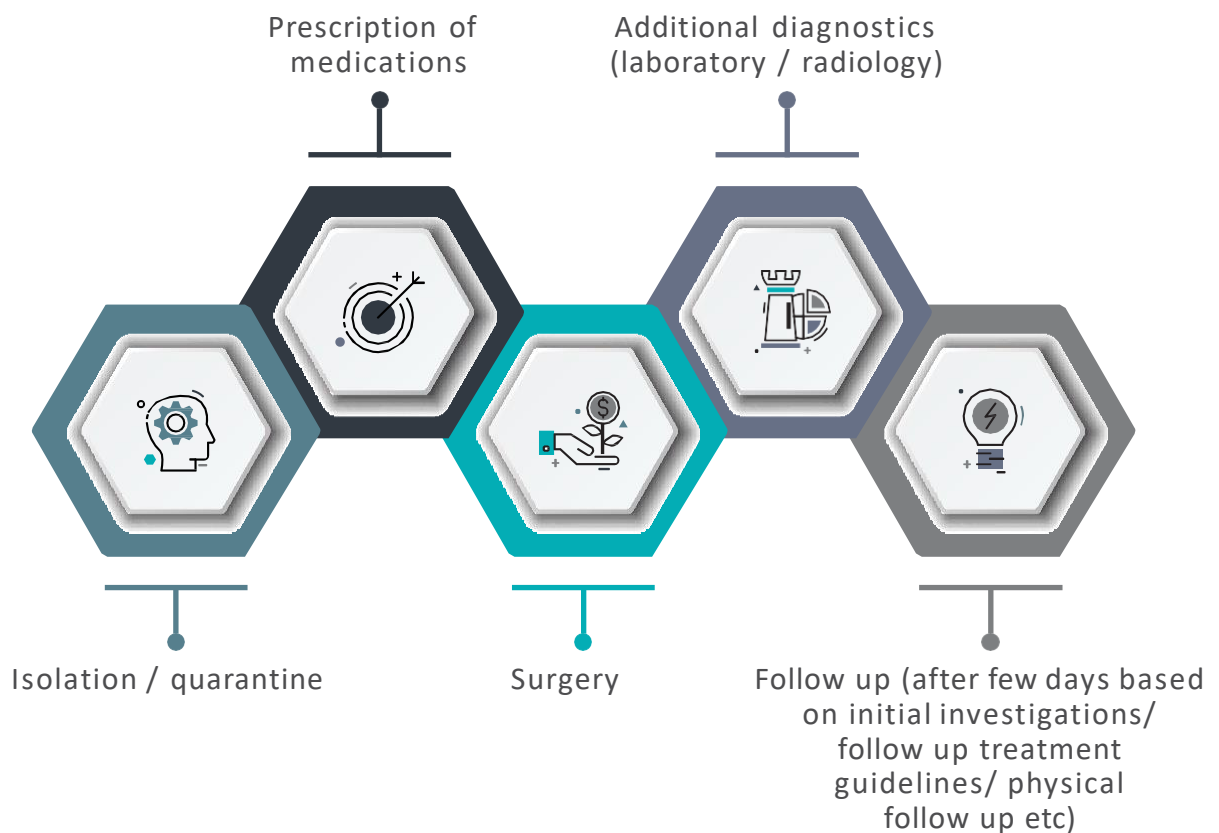 Prescription of
medications
Additional diagnostics
(laboratory / radiology)
$
Isolation / quarantine
Surgery
Follow up (after few days based
on initial investigations/
follow up treatment
guidelines/ physical
follow up etc)